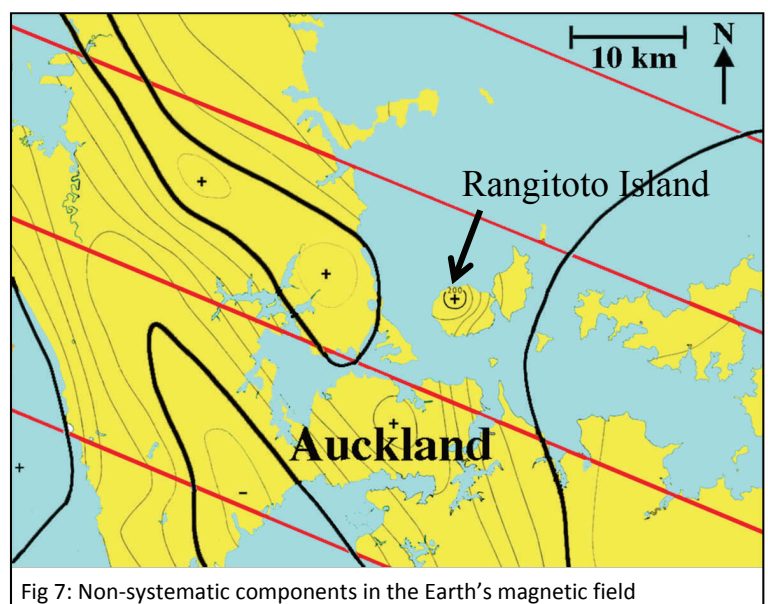 N
10 km
Rangitoto Island
200
+
+
+
+
Auckland
+
-
-
Fig 7: Non-systematic components in the Earth's magnetic field